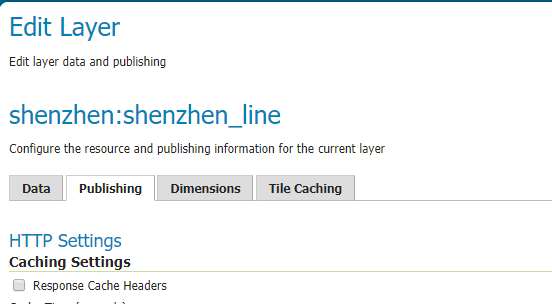 Edit Layer
Edit layer data and publishing
shenzhen:shenzhen_line
Configure the resource and publishing information for the current layer
Data Publishing Dimensions Tile Caching
HTTP Settings
Caching Settings
Response Cache Headers